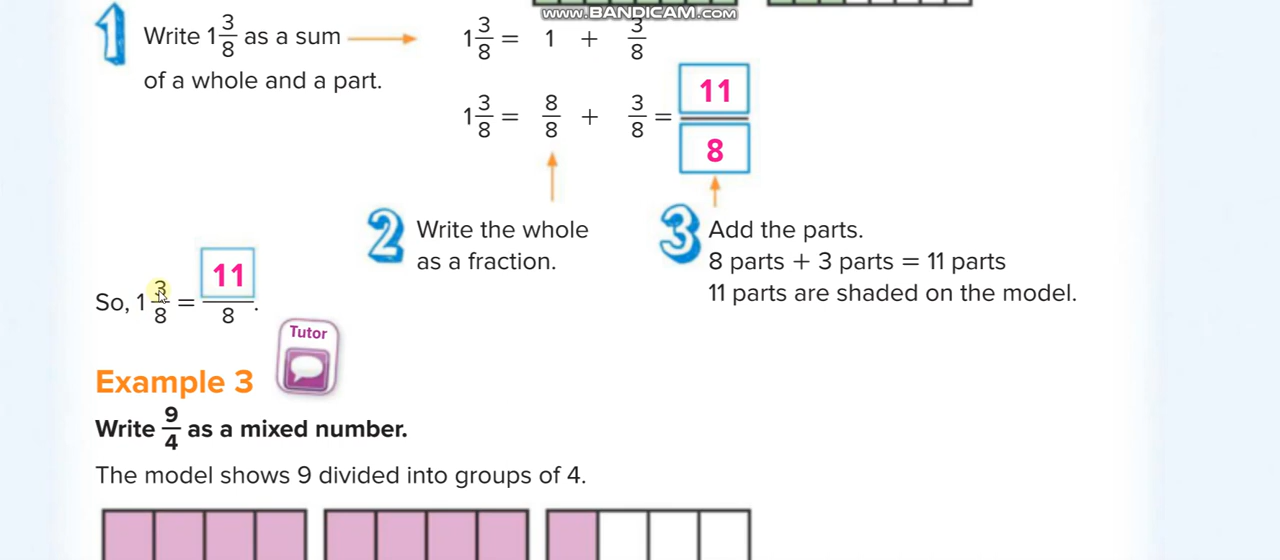 www.BANDICAM.com
1 Write 1 3/8 as a sum
of a whole and a part.
1 3/8 = 1 + 3/8
1 3/8 = 8/8 + 3/8 = 11/8
2 Write the whole
as a fraction.
3 Add the parts.
8 parts + 3 parts = 11 parts
11 parts are shaded on the model.
So, 1 3/8 = 11/8.
Tutor
Example 3
Write 9/4 as a mixed number.
The model shows 9 divided into groups of 4.